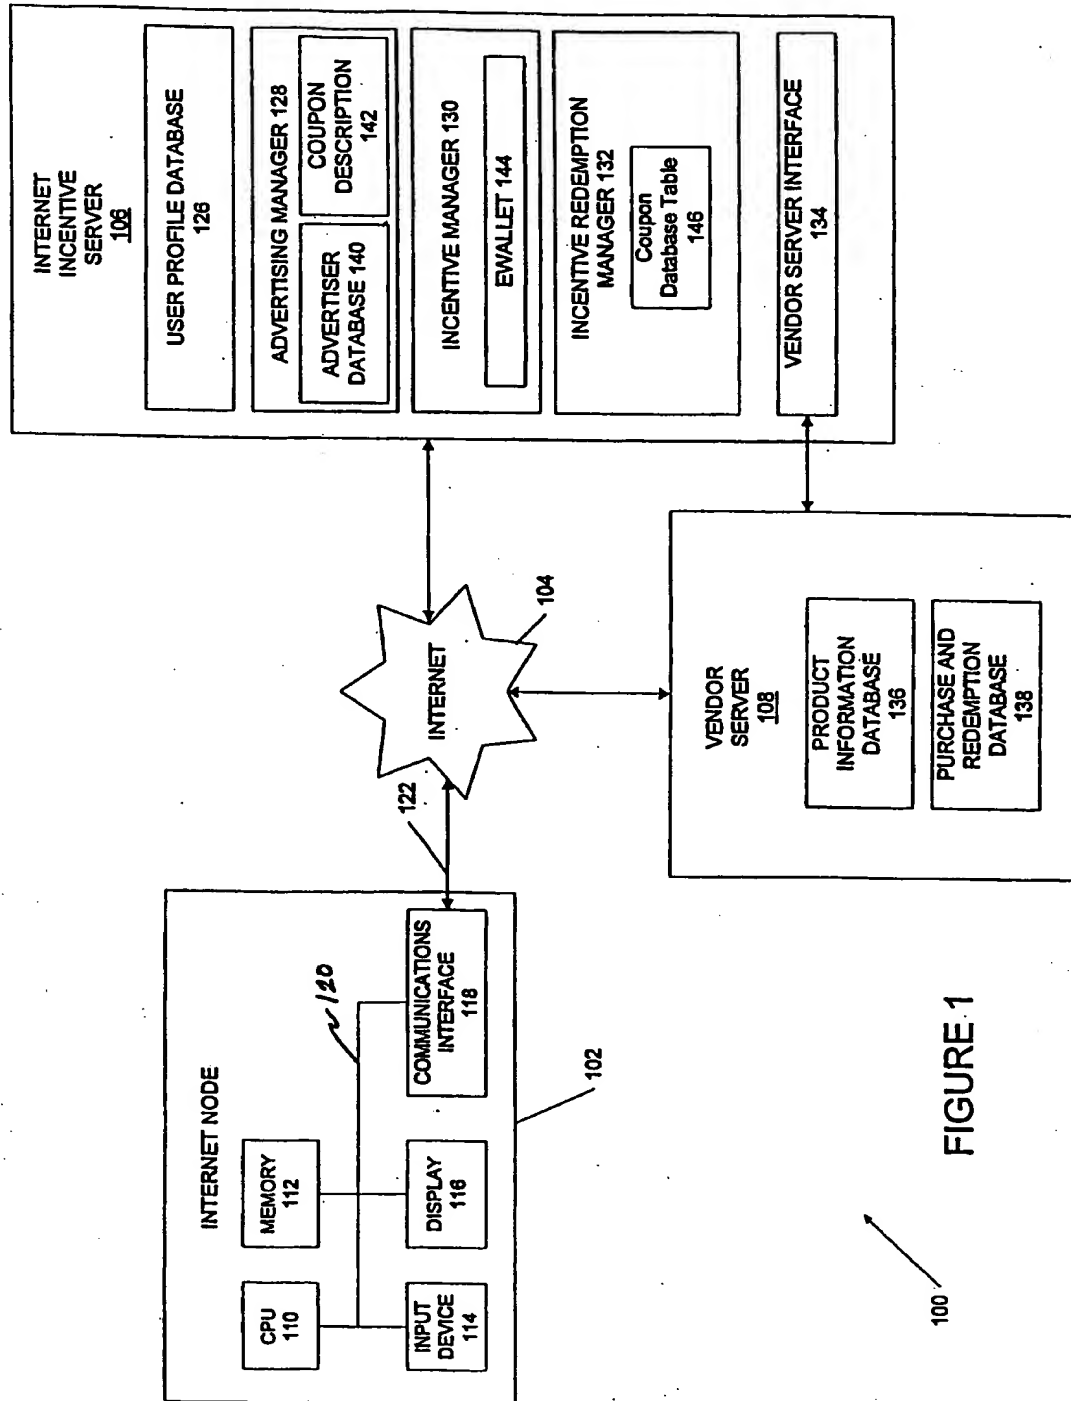 INTERNET NODE
CPU
110
MEMORY
112
INPUT
DEVICE
114
DISPLAY
116
120
COMMUNICATIONS
INTERFACE
118
102
122
INTERNET
104
INTERNET
INCENTIVE
SERVER
106
USER PROFILE DATABASE
126
ADVERTISING MANAGER 128
ADVERTISER
DATABASE 140
COUPON
DESCRIPTION
142
INCENTIVE MANAGER 130
EWALLET 144
INCENTIVE REDEMPTION
MANAGER 132
Coupon
Database Table
146
VENDOR SERVER INTERFACE
134
VENDOR
SERVER
108
PRODUCT
INFORMATION
DATABASE
136
PURCHASE AND
REDEMPTION
DATABASE
138
100
FIGURE 1